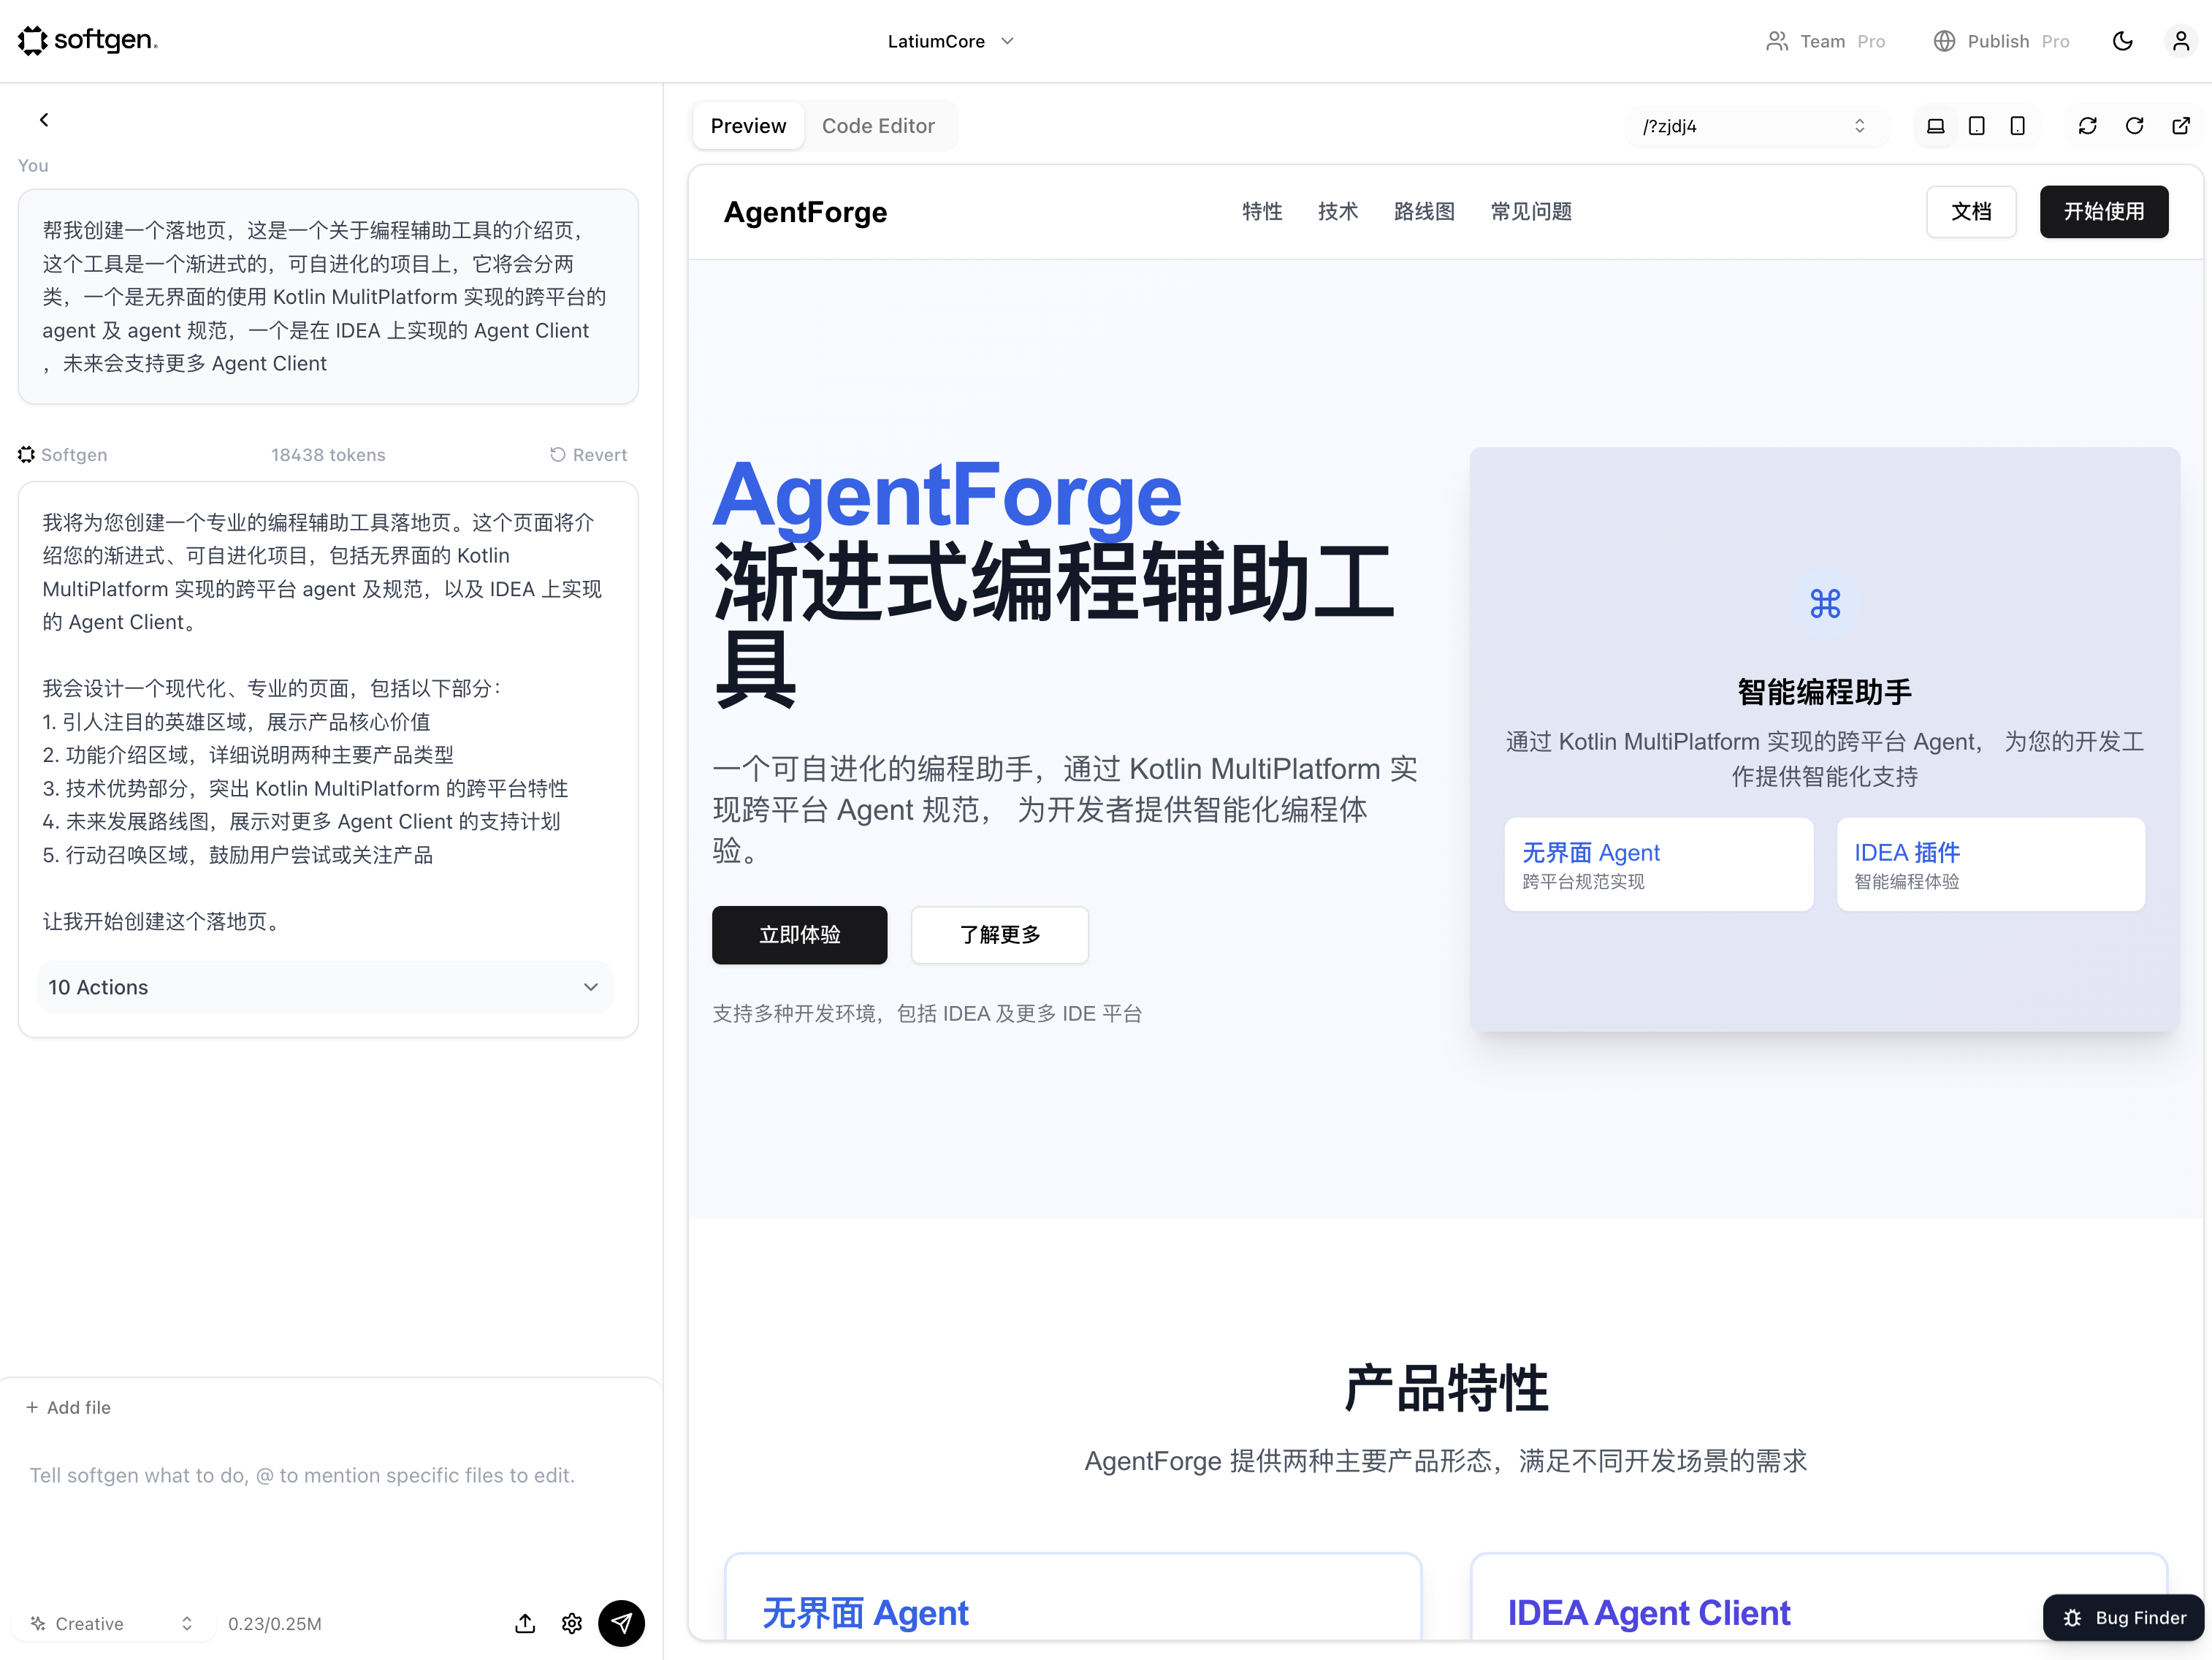 softgen
LatiumCore
Team Pro
Publish Pro
You
帮我创建一个落地页，这是一个关于编程辅助工具的介绍页，
这个工具是一个渐进式的，可自进化的项目上，它将会分两
类，一个是无界面的使用 Kotlin MulitPlatform 实现的跨平台的
agent 及 agent 规范，一个是在 IDEA 上实现的 Agent Client
，未来会支持更多 Agent Client
Softgen
18438 tokens
Revert
我将为您创建一个专业的编程辅助工具落地页。这个页面将介
绍您的渐进式、可自进化项目，包括无界面的 Kotlin
MultiPlatform 实现的跨平台 agent 及规范，以及 IDEA 上实现
的 Agent Client。
我会设计一个现代化、专业的页面，包括以下部分：
1. 引人注目的英雄区域，展示产品核心价值
2. 功能介绍区域，详细说明两种主要产品类型
3. 技术优势部分，突出 Kotlin MultiPlatform 的跨平台特性
4. 未来发展路线图，展示对更多 Agent Client 的支持计划
5. 行动召唤区域，鼓励用户尝试或关注产品
让我开始创建这个落地页。
10 Actions
+ Add file
Tell softgen what to do, @ to mention specific files to edit.
Creative
0.23/0.25M
Preview
Code Editor
/?zjdj4
AgentForge
特性
技术
路线图
常见问题
文档
开始使用
AgentForge
渐进式编程辅助工
具
一个可自进化的编程助手，通过 Kotlin MultiPlatform 实
现跨平台 Agent 规范， 为开发者提供智能化编程体
验。
立即体验
了解更多
支持多种开发环境，包括 IDEA 及更多 IDE 平台
智能编程助手
通过 Kotlin MultiPlatform 实现的跨平台 Agent， 为您的开发工
作提供智能化支持
无界面 Agent
跨平台规范实现
IDEA 插件
智能编程体验
产品特性
AgentForge 提供两种主要产品形态，满足不同开发场景的需求
无界面 Agent
IDEA Agent Client
Bug Finder